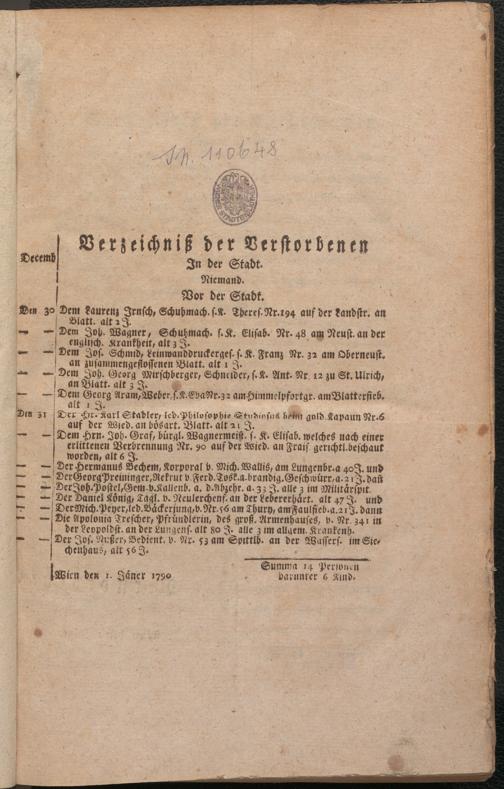 JN. 110648
Verzeichniß der Verstorbenen
Decemb
In der Stadt.
Niemand.
Vor der Stadt.
Den 30 Dem Laurenz Irnsch, Schuhmach. s.K. Theres. Nr. 194 auf der Landstr. an
Blatt. alt 2 J.
— — Dem Joh. Wagner, Schuhmach. s. K. Elisab. Nr. 48 am Neust. an der
englisch. Krankheit, alt 3 J.
— — Dem Jos. Schmid, Leinwanddruckerges. s. K. Franz Nr. 32 am Oberneust.
an zusammengeflossenen Blatt. alt 1 J.
— — Dem Joh. Georg Mirschberger, Schneider, s. K. Ant. Nr. 12 zu St. Ulrich,
an Blatt. alt 3 J.
— — Dem Georg Aram, Weber, s. K. Eva Nr. 32 am Himmelpfortgr. am Blatterfieb.
alt 1 J.
Den 31 Der Hr. Karl Stadler, led. Philosophie Studiosus beim gold. Kapaun Nr. 6
auf der Wied. an bösart. Blatt. alt 21 J.
— — Dem Hrn. Joh. Graf, bürgl. Wagnermeist. s. K. Elisab. welches nach einer
erlittenen Verbrennung Nr. 90 auf der Wied. an Frais gerichtl. beschaut
worden, alt 6 J.
— — Der Hermanus Bechem, Korporal v. Mich. Wallis, am Lungenbr. a 40 J. und
— — Der Georg Preininger, Rekrut v. Ferd. Tosk. a. brandig. Geschwürr. a. 21 J. dan
— — Der Joh. Postel, Gem. v. Kallenb. a. d. Abzehr. a. 33 J. alle 3 im Militärspit.
— — Der Daniel König, Tagl. v. Neulerchenf. an der Lebererhärt. alt 47 J. und
— — Der Mich. Peyer, led. Bäckerjung, v. Nr. 56 am Thury, am Faulfieb. a. 21 J. dann
— — Die Apolonia Trescher, Pfründlerin, des groß. Armenhauses, v. Nr. 341 in
der Leopoldst. an der Lungens. alt 80 J. alle 3 im allgem. Krankenh.
— — Der Jos. Nußer, Bedient. v. Nr. 53 am Spittlb. an der Wassers. im Sie-
chenhaus, alt 56 J.
Summa 14 Personen
Wien den 1. Jäner 1790
darunter 6 Kind.